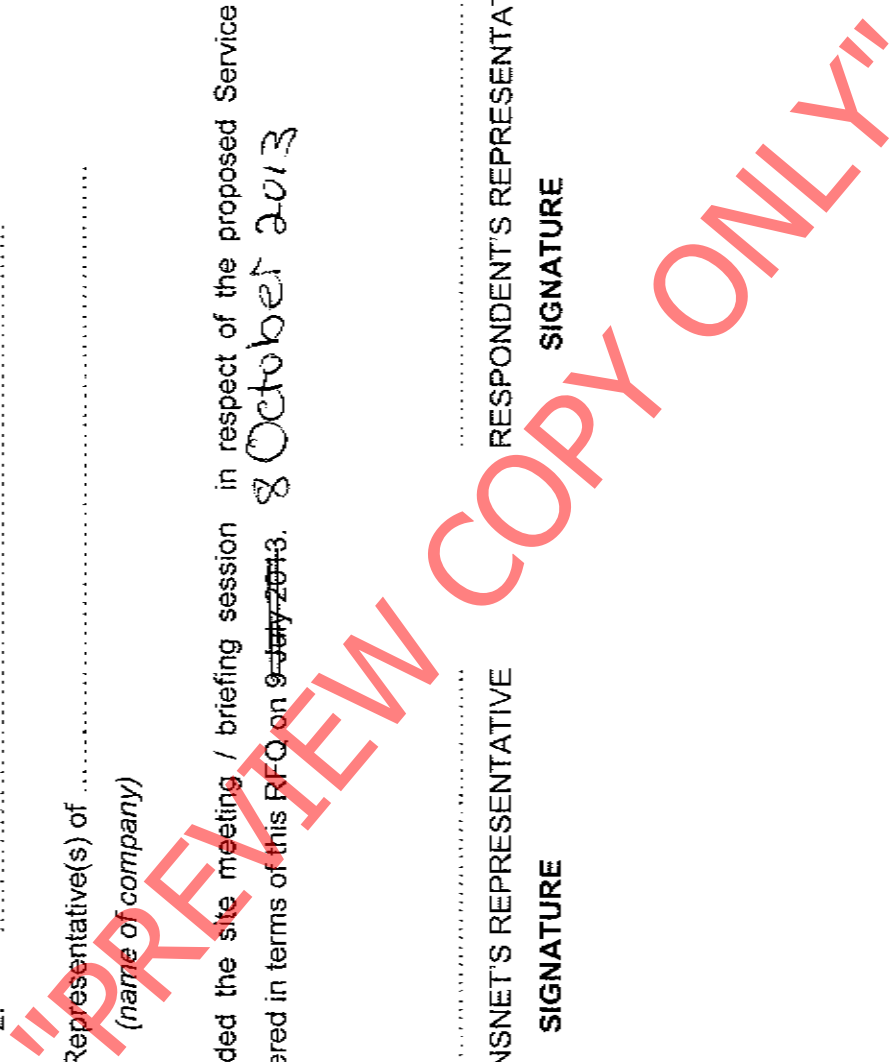 2. ........................................
Representative(s) of ........................................
(name of company)
ded the site meeting / briefing session in respect of the proposed Service
ered in terms of this RFQ on 9 July 2013. 8 October 2013
NSNET'S REPRESENTATIVE RESPONDENT'S REPRESENTAT
SIGNATURE SIGNATURE
"PREVIEW COPY ONLY"